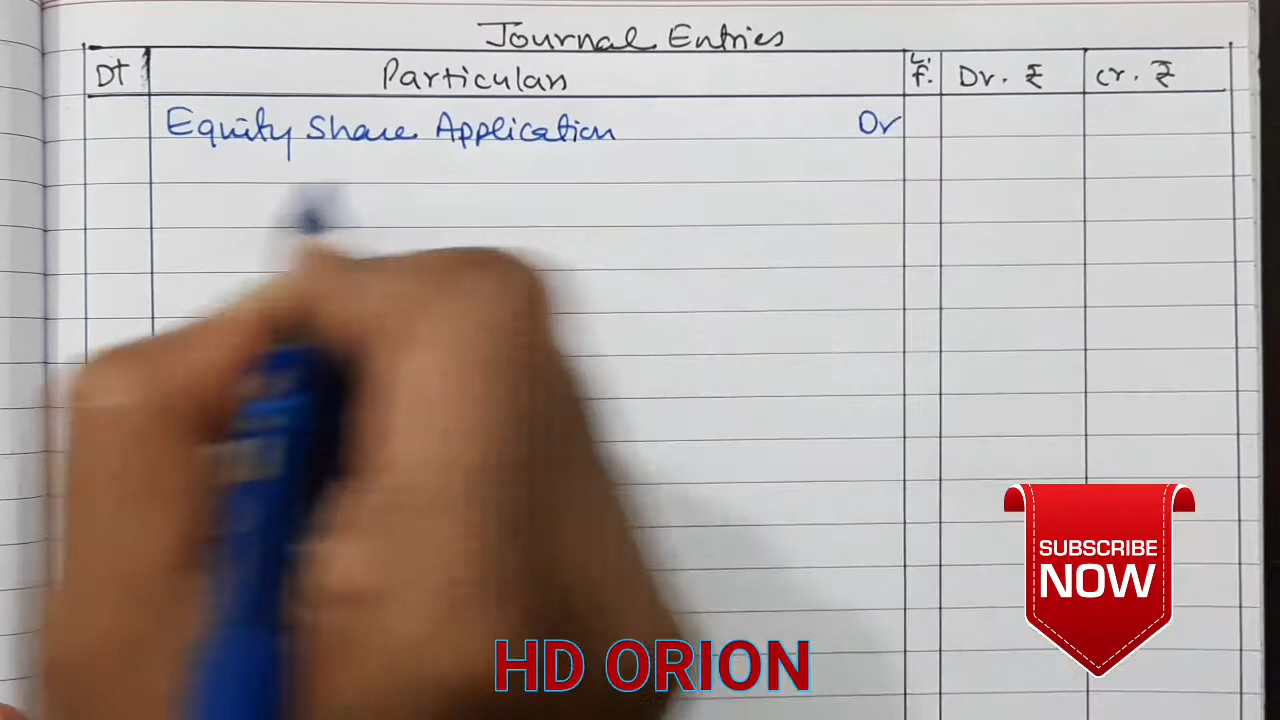 Journal Entries
Dt Particulars L.F. Dr. ₹ Cr. ₹
Equity Share Application Dr
SUBSCRIBE
NOW
HD ORION